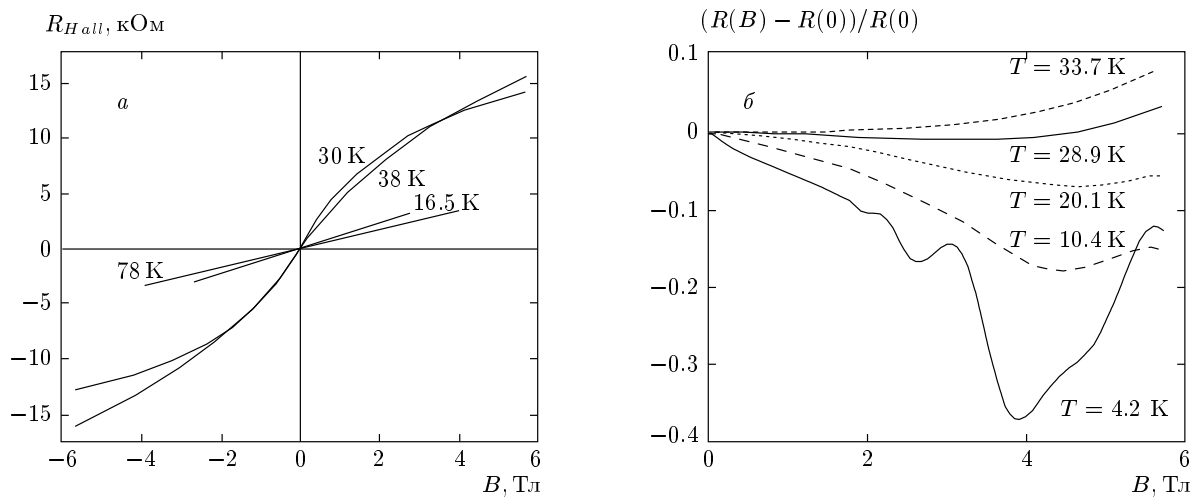 R_Hall, кОм
15
10
5
0
−5
−10
−15
−6
−4
−2
0
2
4
6
а
30 K
38 K
16.5 K
78 K
B, Тл
(R(B) − R(0))/R(0)
0.1
0
−0.1
−0.2
−0.3
−0.4
0
2
4
6
б
T = 33.7 K
T = 28.9 K
T = 20.1 K
T = 10.4 K
T = 4.2 K
B, Тл